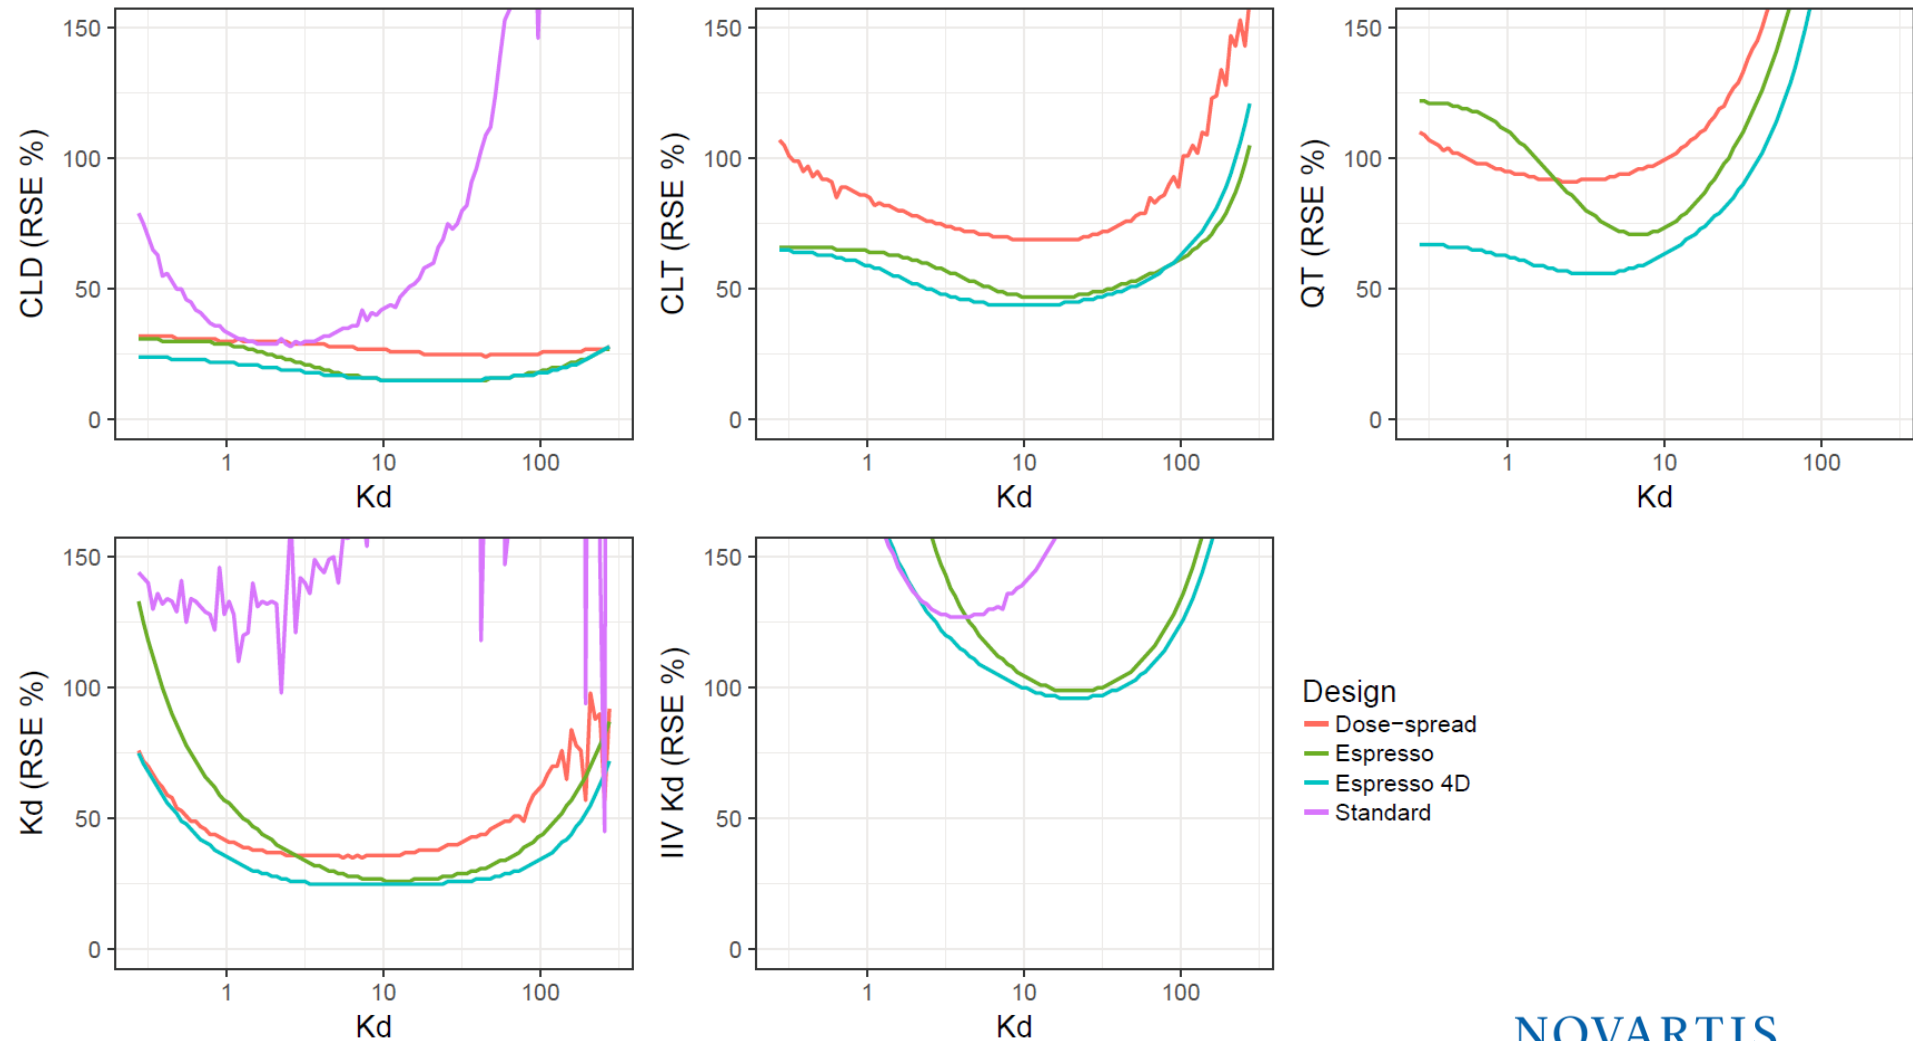 CLD (RSE %)
150
100
50
0
1 10 100
Kd
CLT (RSE %)
150
100
50
0
1 10 100
Kd
QT (RSE %)
150
100
50
0
1 10 100
Kd
Kd (RSE %)
150
100
50
0
1 10 100
Kd
IIV Kd (RSE %)
150
100
50
0
1 10 100
Kd
Design
Dose-spread
Espresso
Espresso 4D
Standard
NOVARTIS